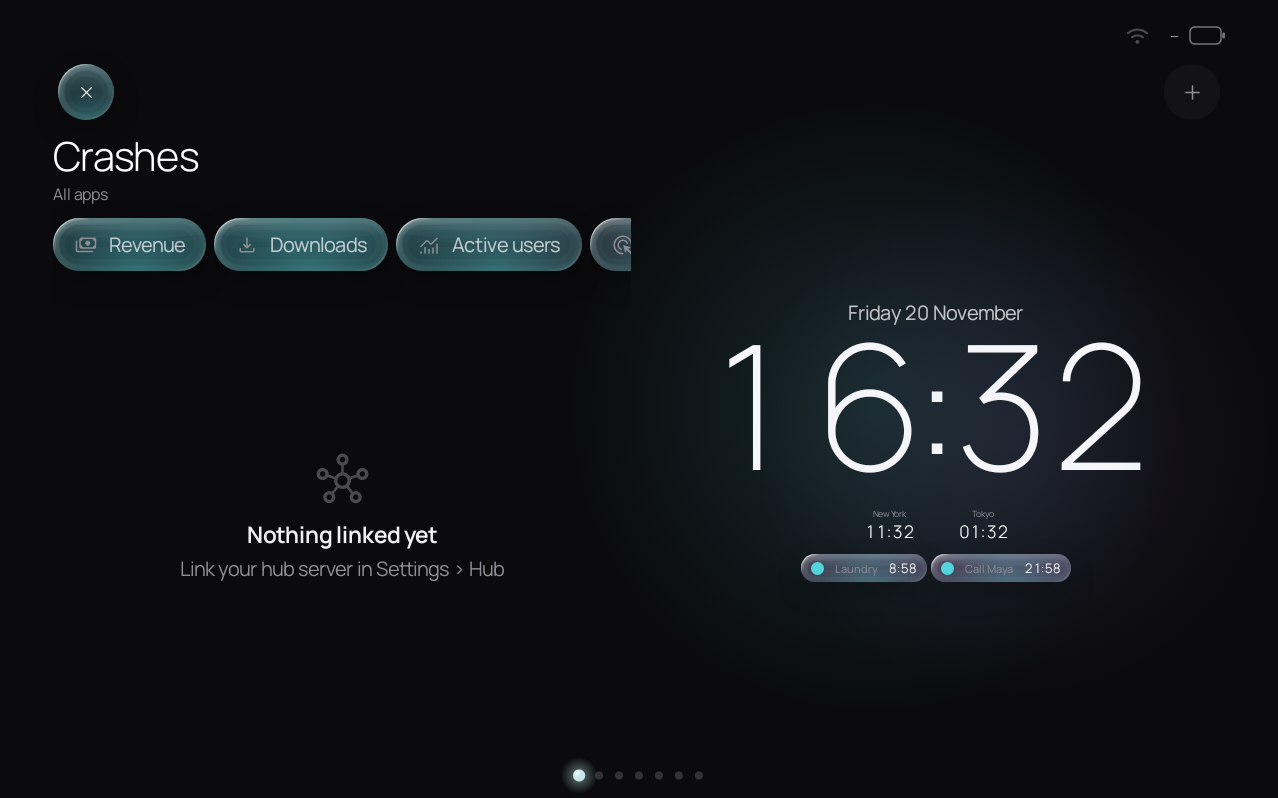 –
Crashes
All apps
Revenue
Downloads
Active users
Friday 20 November
16:32
New York
Tokyo
11:32
01:32
Laundry 8:58
Call Maya 21:58
Nothing linked yet
Link your hub server in Settings > Hub